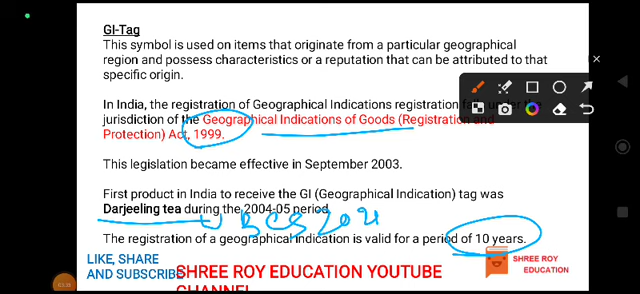 GI-Tag
This symbol is used on items that originate from a particular geographical
region and possess characteristics or a reputation that can be attributed to that
specific origin.
In India, the registration of Geographical Indications registration under the
jurisdiction of the Geographical Indications of Goods (Registration and
Protection) Act, 1999.
This legislation became effective in September 2003.
First product in India to receive the GI (Geographical Indication) tag was
Darjeeling tea during the 2004-05 period
BCS 2021
The registration of a geographical indication is valid for a period of 10 years.
LIKE, SHARE
AND SUBSCRIBE
SHREE ROY EDUCATION YOUTUBE
CHANNEL
SHREE ROY
EDUCATION